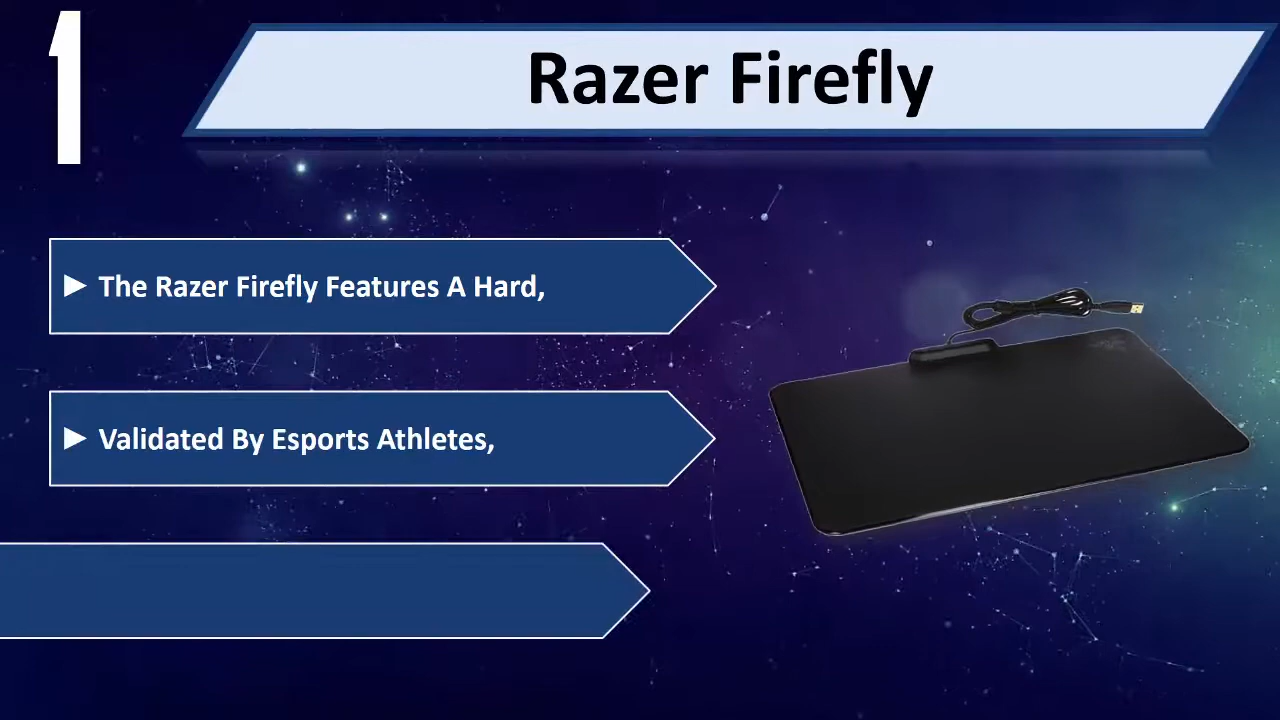 1
Razer Firefly
► The Razer Firefly Features A Hard,
► Validated By Esports Athletes,